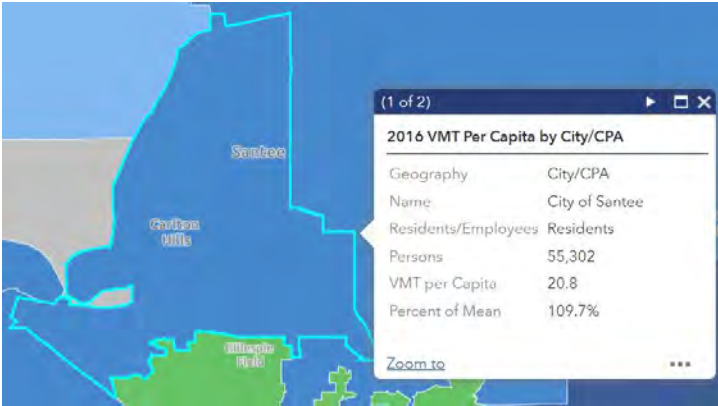 Santee
Carlton
Hills
Gillespie
Field
(1 of 2)
2016 VMT Per Capita by City/CPA
Geography City/CPA
Name City of Santee
Residents/Employees Residents
Persons 55,302
VMT per Capita 20.8
Percent of Mean 109.7%
Zoom to